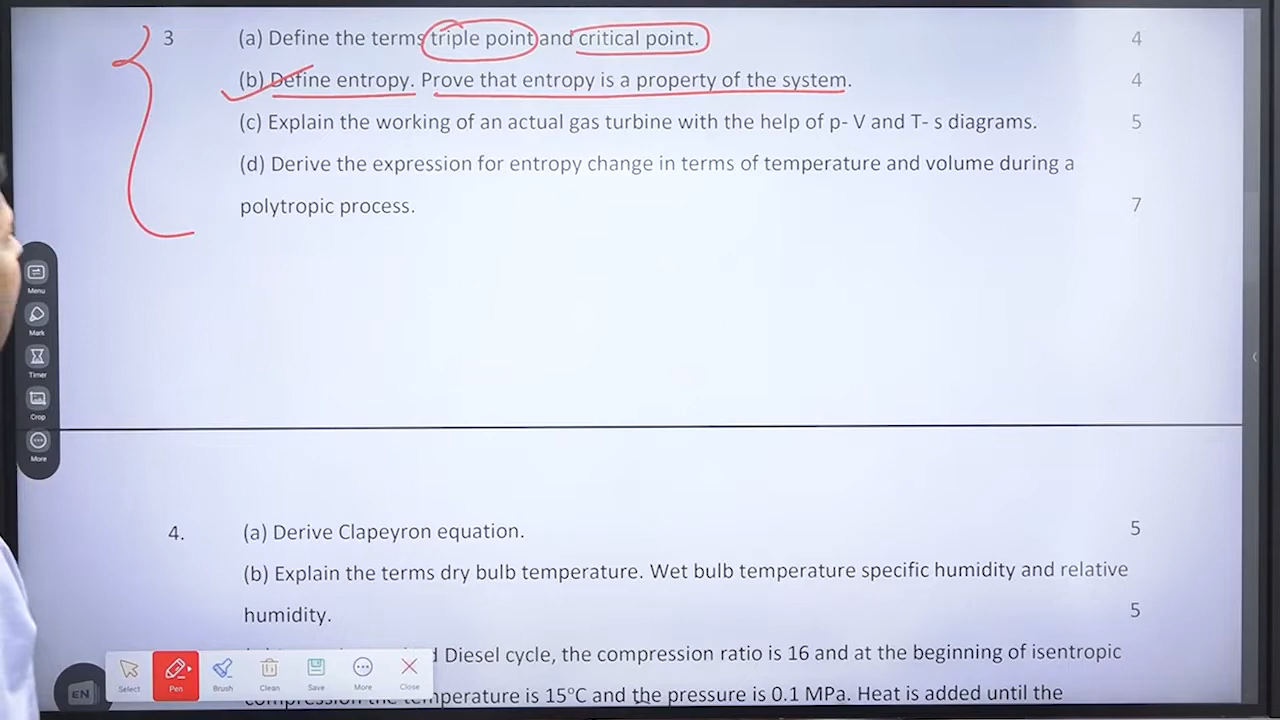 3 (a) Define the terms triple point and critical point. 4
(b) Define entropy. Prove that entropy is a property of the system. 4
(c) Explain the working of an actual gas turbine with the help of p- V and T- s diagrams. 5
(d) Derive the expression for entropy change in terms of temperature and volume during a
polytropic process. 7
Menu
Mark
Timer
Crop
More
4. (a) Derive Clapeyron equation. 5
(b) Explain the terms dry bulb temperature. Wet bulb temperature specific humidity and relative
humidity. 5
Diesel cycle, the compression ratio is 16 and at the beginning of isentropic
compression the temperature is 15°C and the pressure is 0.1 MPa. Heat is added until the
EN
Select
Pen
Brush
Clean
Save
More
Close